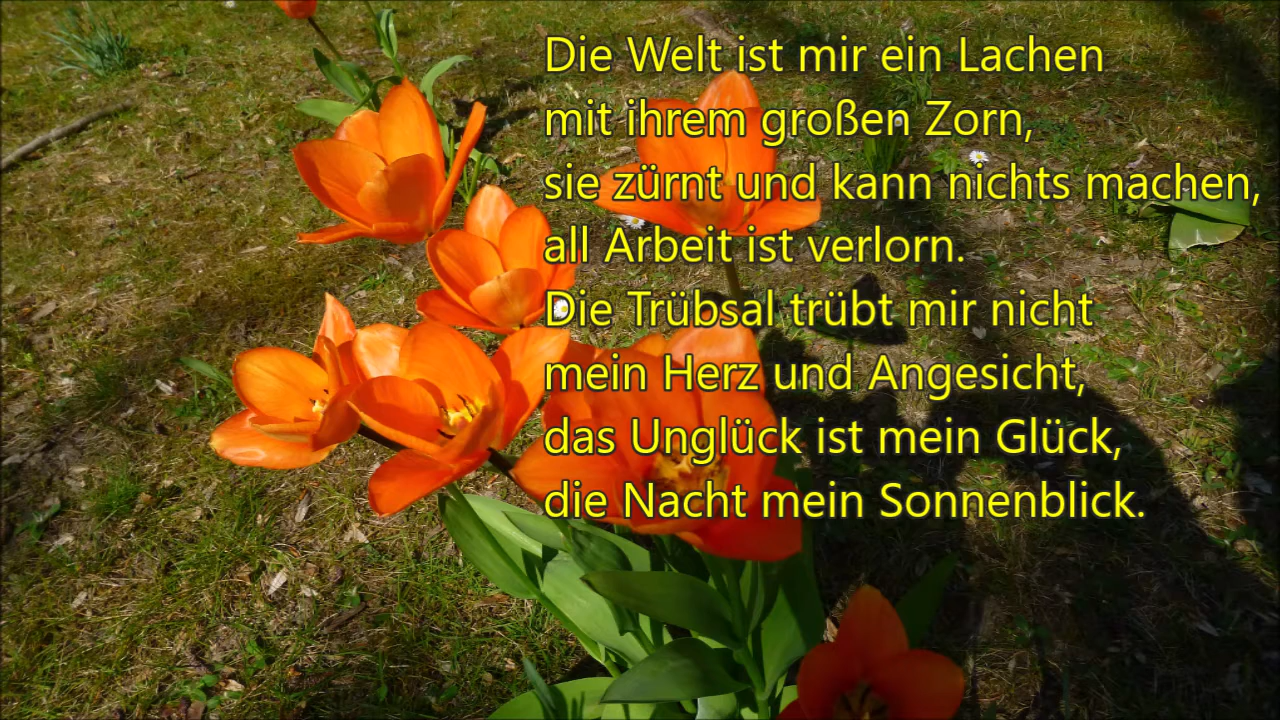 Die Welt ist mir ein Lachen
mit ihrem großen Zorn,
sie zürnt und kann nichts machen,
all Arbeit ist verlorn.
Die Trübsal trübt mir nicht
mein Herz und Angesicht,
das Unglück ist mein Glück,
die Nacht mein Sonnenblick.